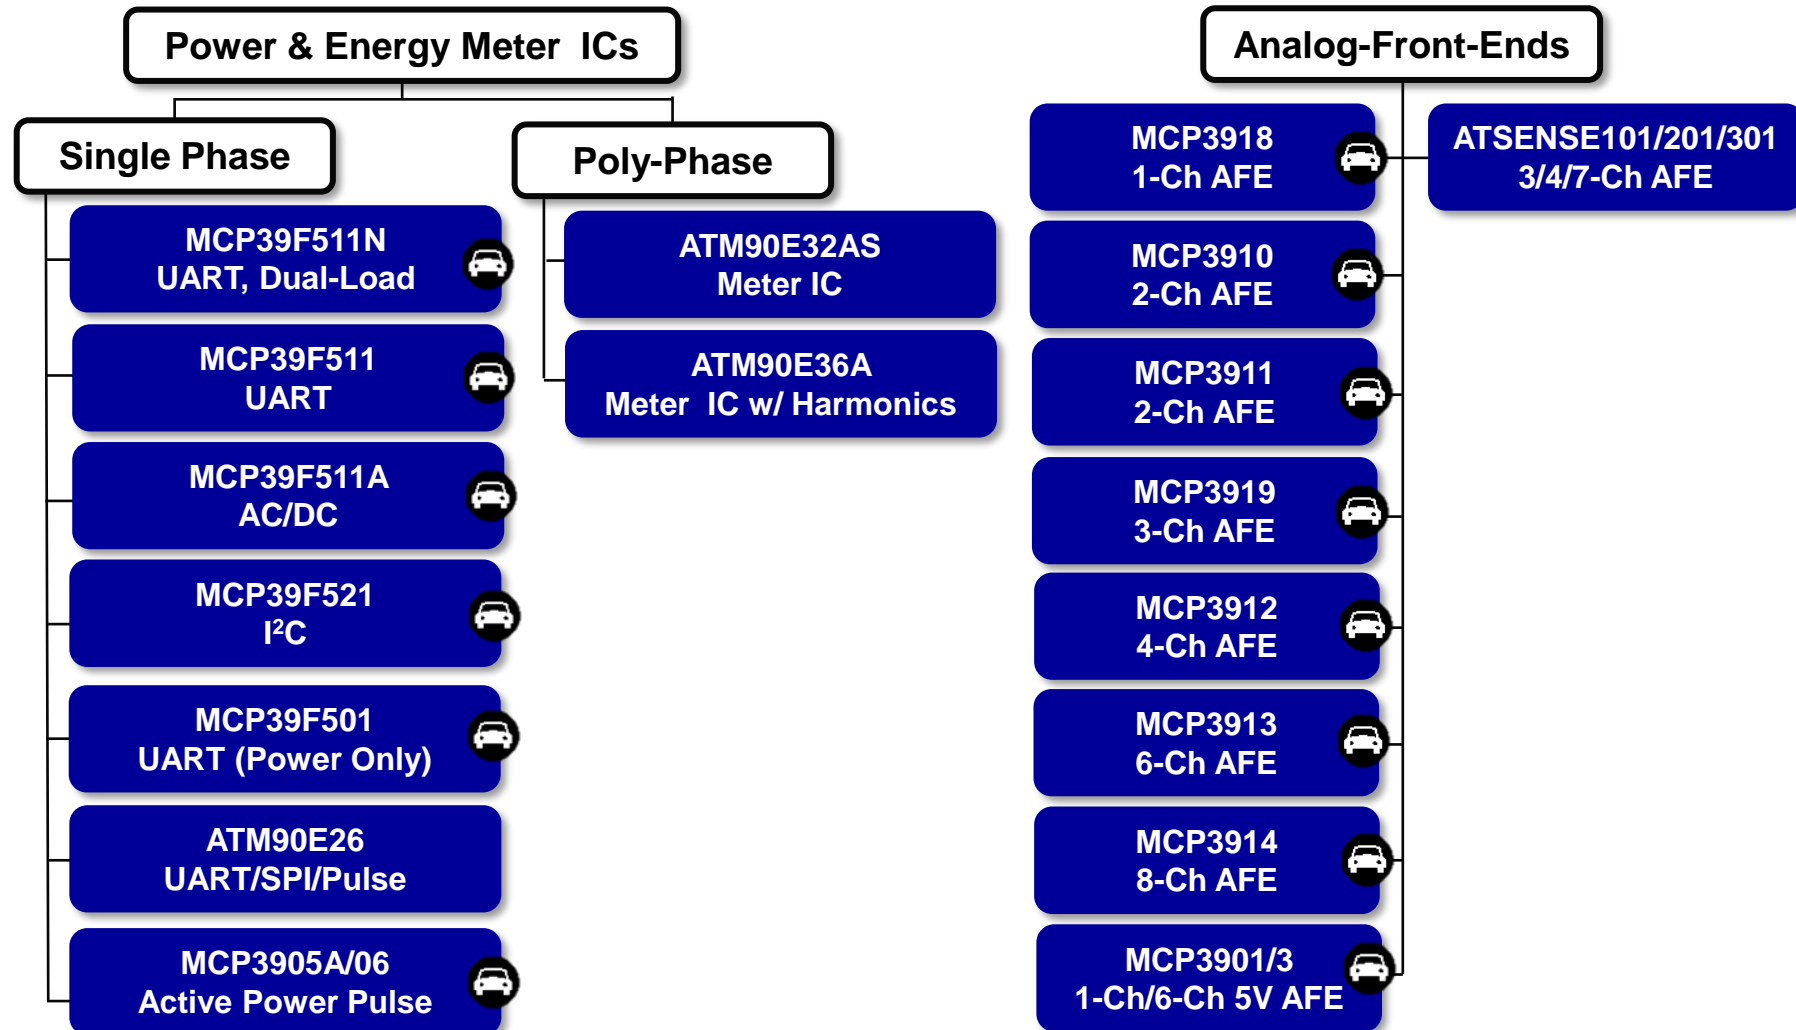 Power & Energy Meter ICs
Single Phase
MCP39F511N
UART, Dual-Load
MCP39F511
UART
MCP39F511A
AC/DC
MCP39F521
I²C
MCP39F501
UART (Power Only)
ATM90E26
UART/SPI/Pulse
MCP3905A/06
Active Power Pulse
Poly-Phase
ATM90E32AS
Meter IC
ATM90E36A
Meter IC w/ Harmonics
Analog-Front-Ends
MCP3918
1-Ch AFE
MCP3910
2-Ch AFE
MCP3911
2-Ch AFE
MCP3919
3-Ch AFE
MCP3912
4-Ch AFE
MCP3913
6-Ch AFE
MCP3914
8-Ch AFE
MCP3901/3
1-Ch/6-Ch 5V AFE
ATSENSE101/201/301
3/4/7-Ch AFE